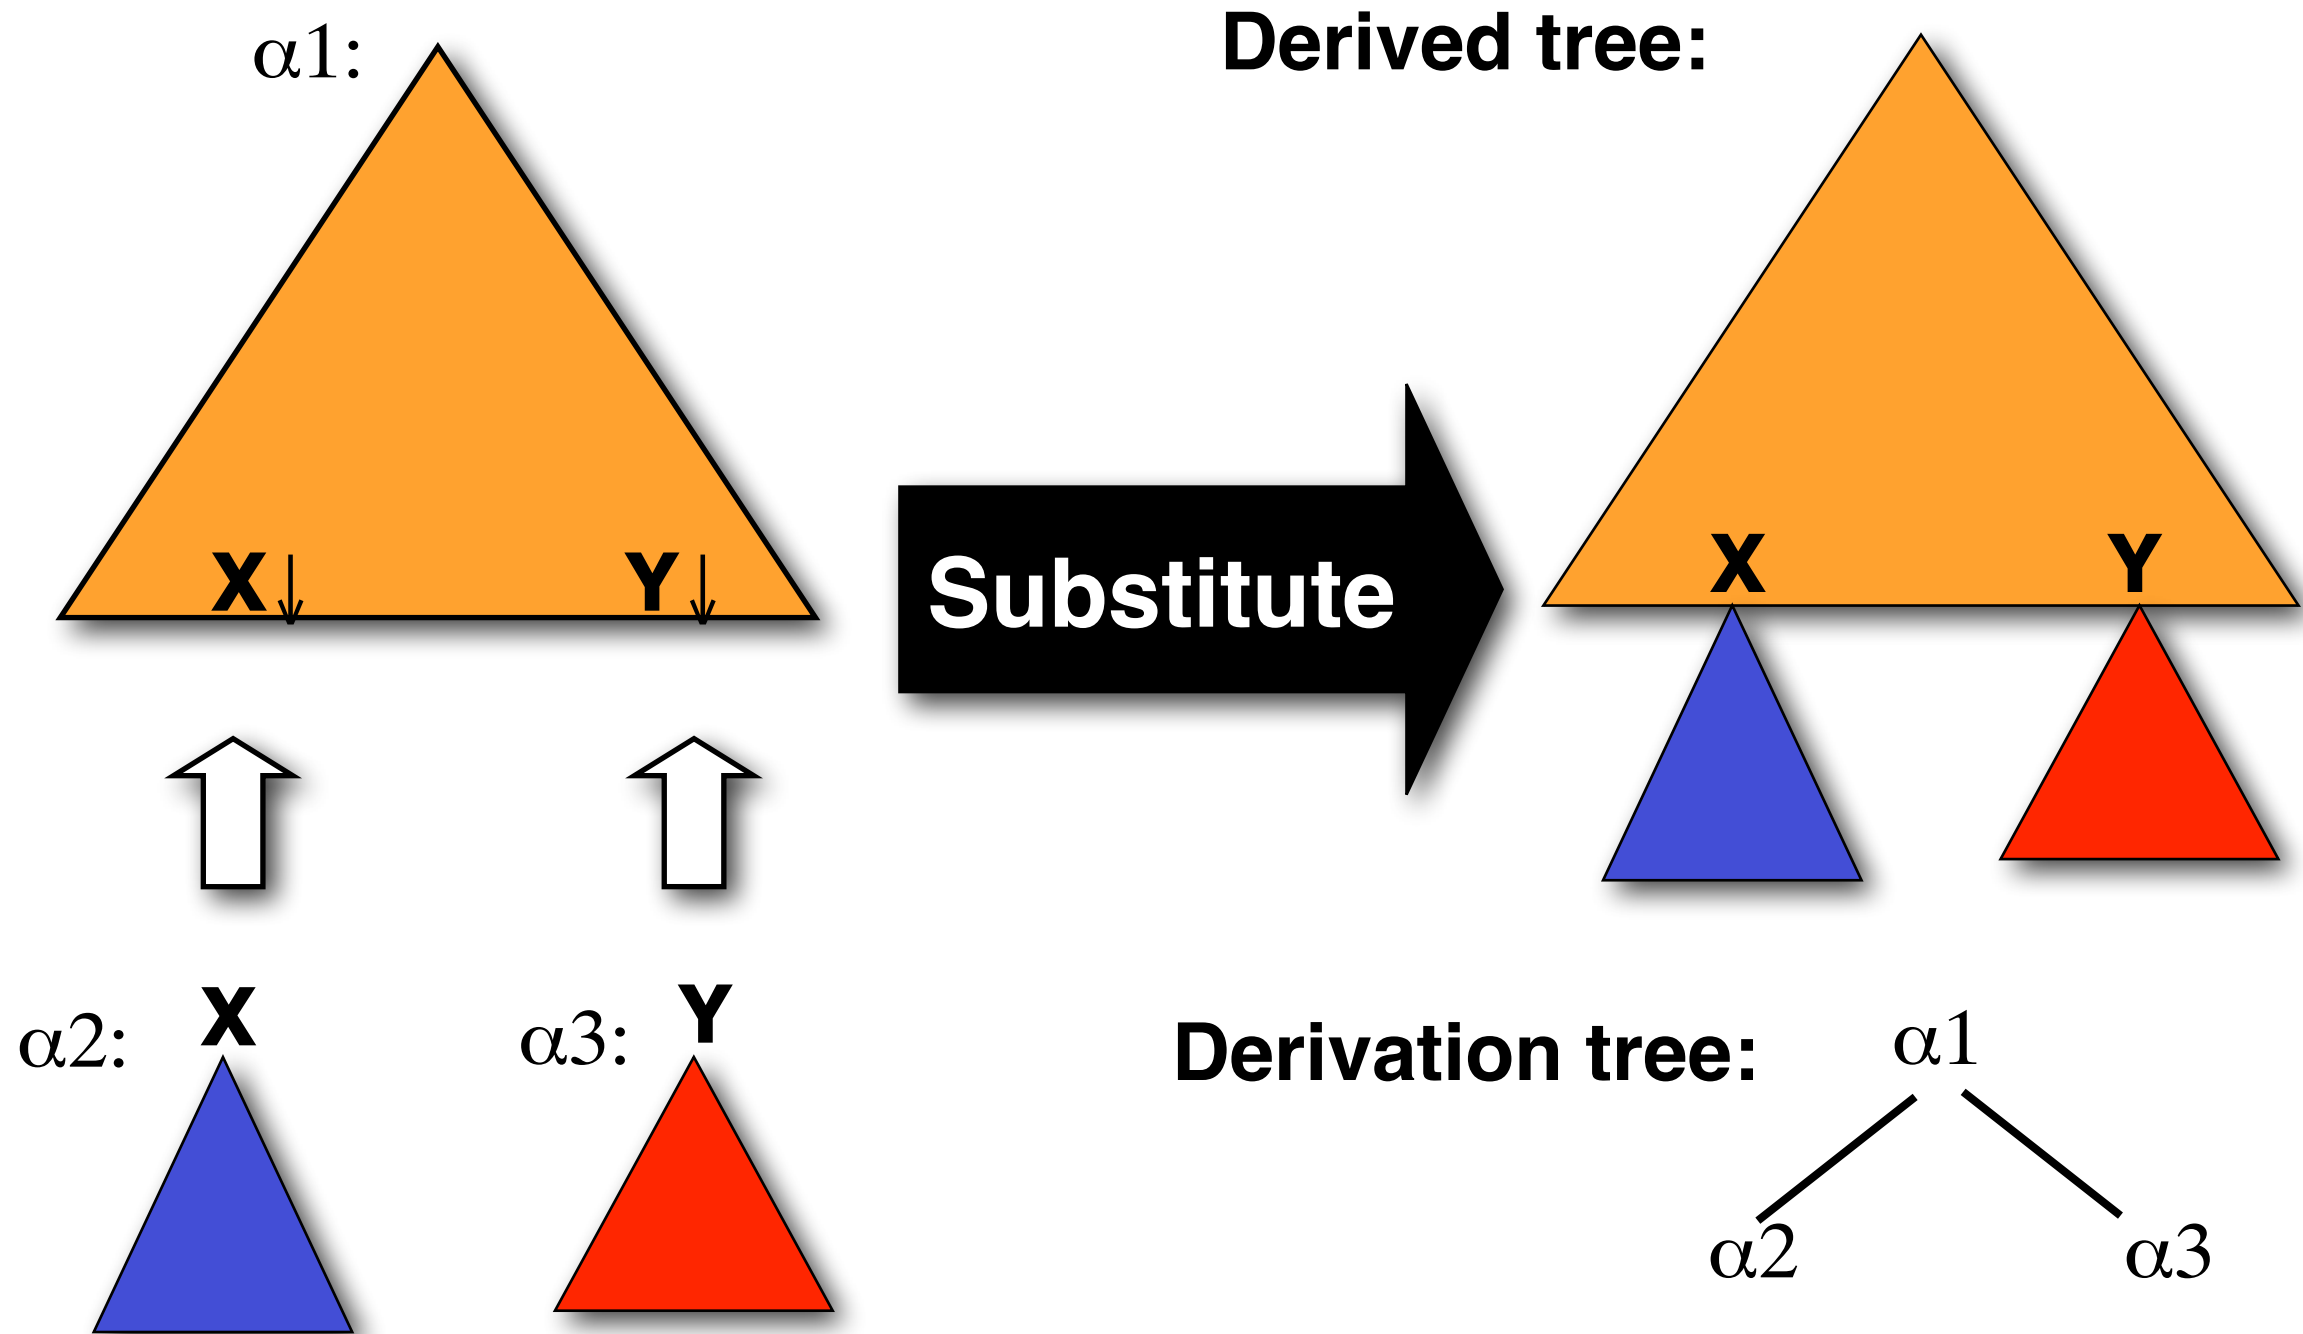 α1:
X↓ Y↓
α2: X
α3: Y
Substitute
Derived tree:
X Y
Derivation tree:
α1
α2 α3